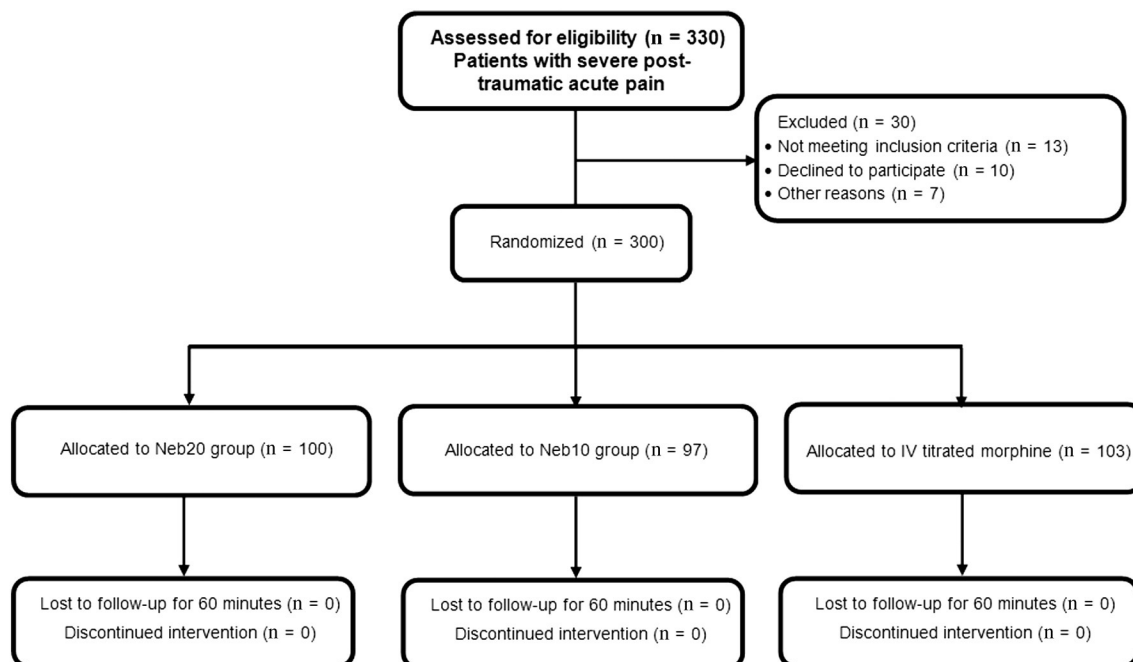 Assessed for eligibility (n = 330)
Patients with severe post-
traumatic acute pain
Excluded (n = 30)
• Not meeting inclusion criteria (n = 13)
• Declined to participate (n = 10)
• Other reasons (n = 7)
Randomized (n = 300)
Allocated to Neb20 group (n = 100)
Allocated to Neb10 group (n = 97)
Allocated to IV titrated morphine (n = 103)
Lost to follow-up for 60 minutes (n = 0)
Discontinued intervention (n = 0)
Lost to follow-up for 60 minutes (n = 0)
Discontinued intervention (n = 0)
Lost to follow-up for 60 minutes (n = 0)
Discontinued intervention (n = 0)